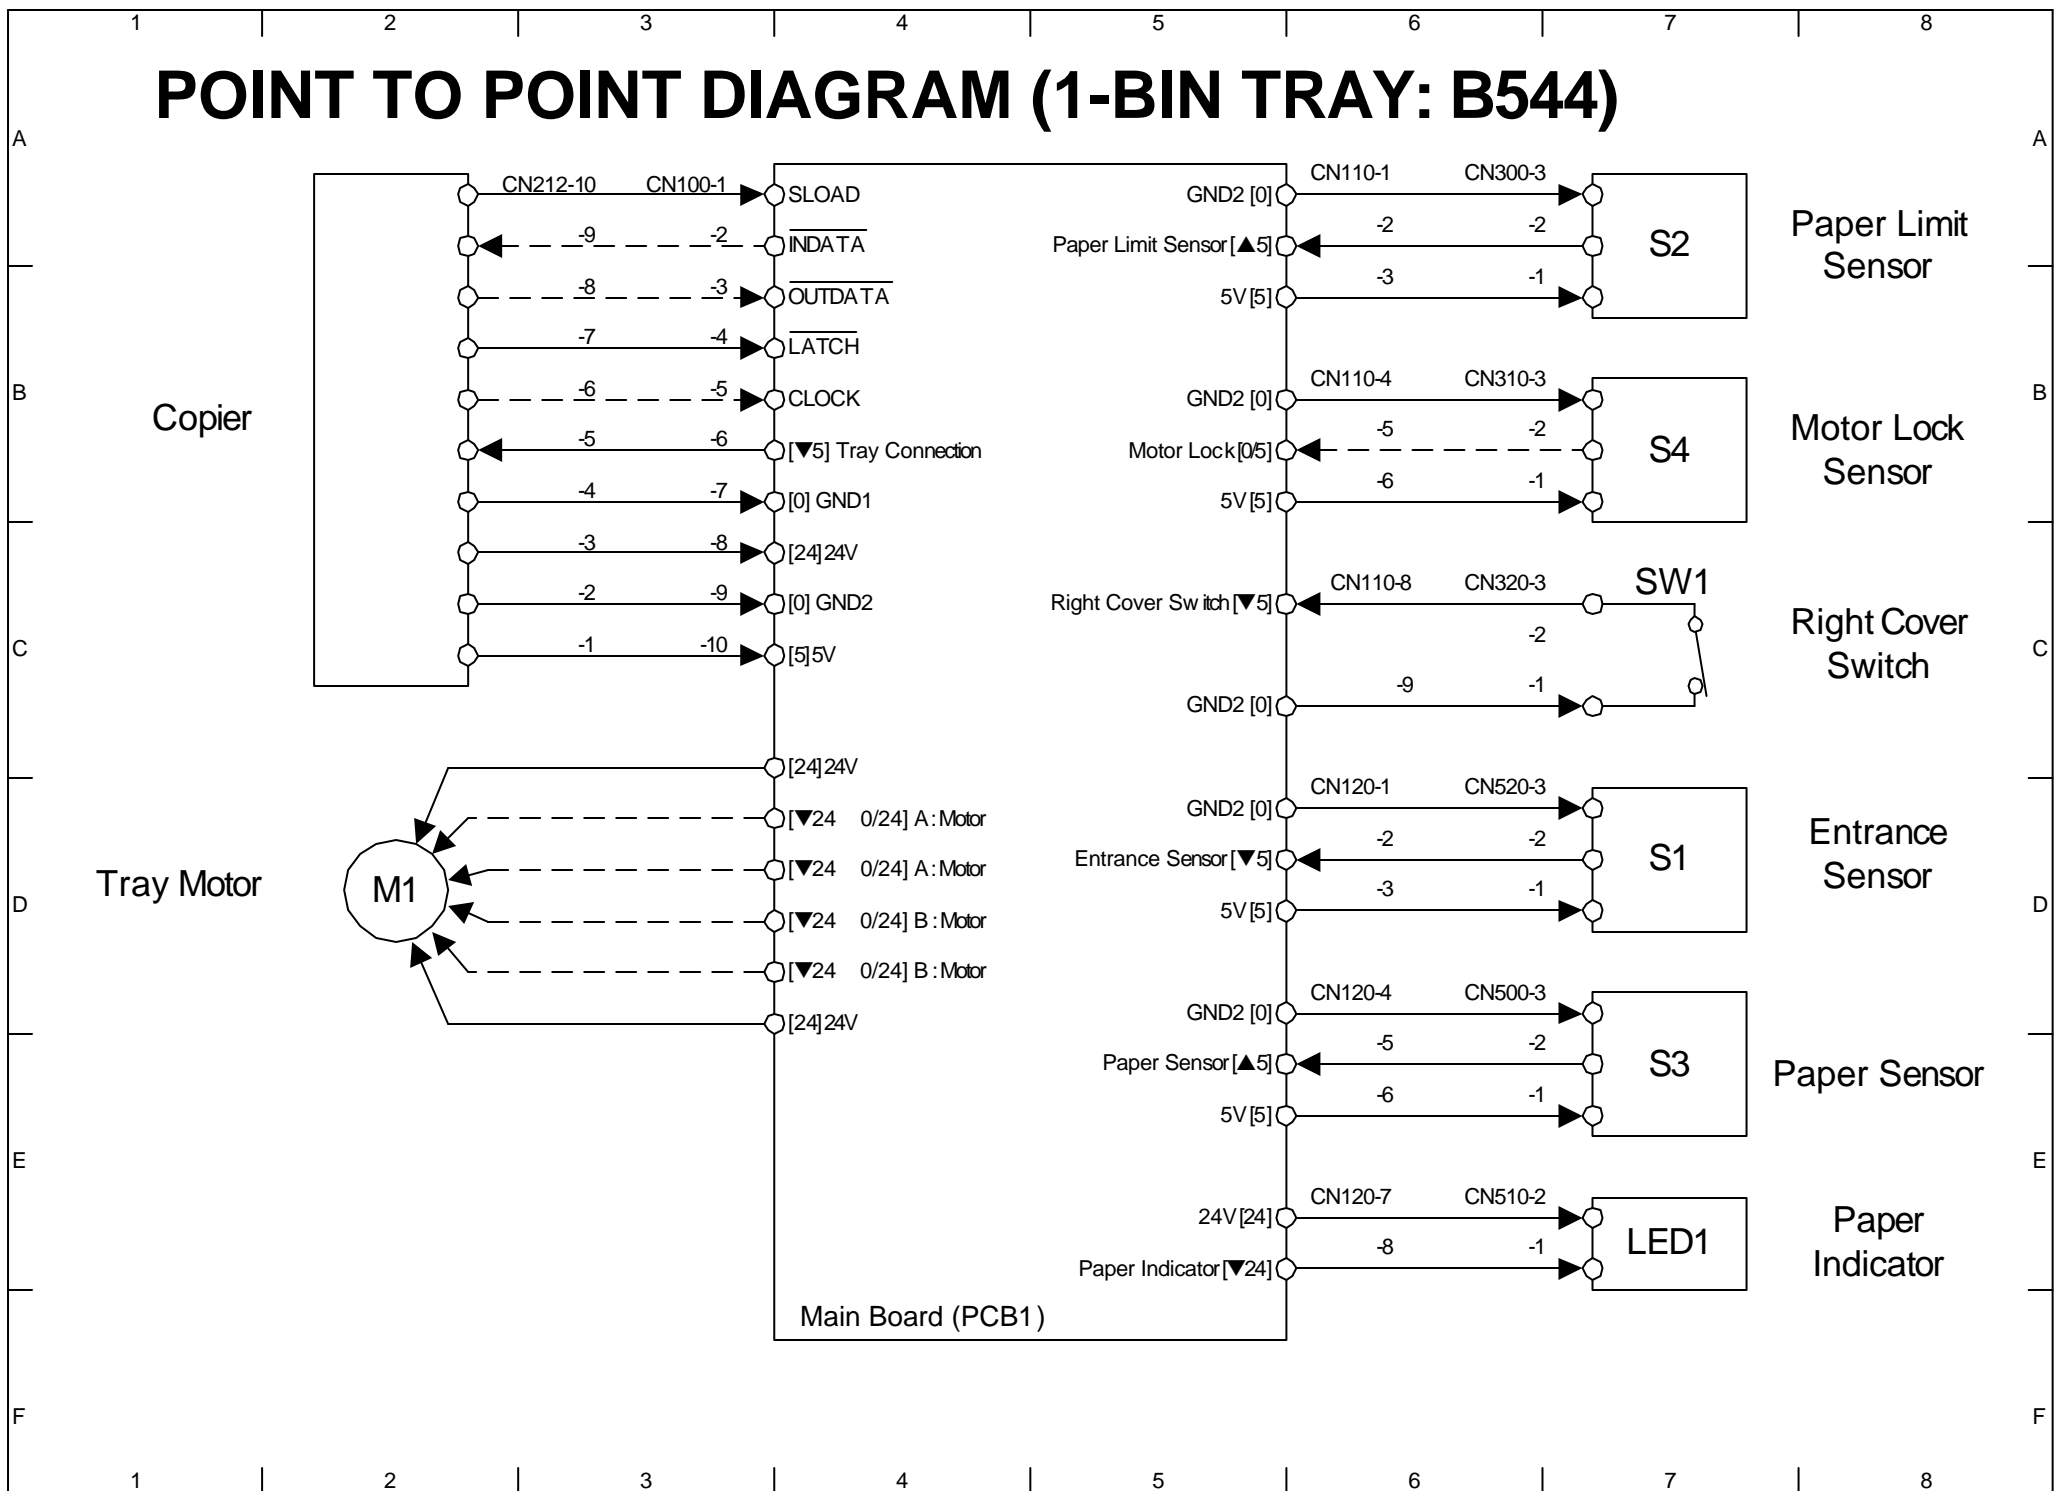 1 2 3 4 5 6 7 8
POINT TO POINT DIAGRAM (1-BIN TRAY: B544)
A A
CN212-10 CN100-1 SLOAD
-9 -2 INDATA
-8 -3 OUTDATA
-7 -4 LATCH
B B
-6 -5 CLOCK
Copier
-5 -6 [▼5] Tray Connection
-4 -7 [0] GND1
-3 -8 [24]24V
-2 -9 [0] GND2
C C
-1 -10 [5]5V
GND2 [0] CN110-1 CN300-3
Paper Limit Sensor[▲5] -2 -2 S2
5V[5] -3 -1
Paper Limit
Sensor
GND2 [0] CN110-4 CN310-3
Motor Lock[0/5] -5 -2 S4
5V[5] -6 -1
Motor Lock
Sensor
Right Cover Switch[▼5] CN110-8 CN320-3 SW1
-2
GND2 [0] -9 -1
Right Cover
Switch
[24]24V
[▼24 0/24] A:Motor
[▼24 0/24] A:Motor
Tray Motor M1
D D
[▼24 0/24] B:Motor
[▼24 0/24] B:Motor
[24]24V
GND2 [0] CN120-1 CN520-3
Entrance Sensor[▼5] -2 -2 S1
5V[5] -3 -1
Entrance
Sensor
GND2 [0] CN120-4 CN500-3
Paper Sensor[▲5] -5 -2 S3
5V[5] -6 -1
Paper Sensor
E E
24V[24] CN120-7 CN510-2
Paper Indicator[▼24] -8 -1 LED1
Paper
Indicator
Main Board (PCB1)
F F
1 2 3 4 5 6 7 8